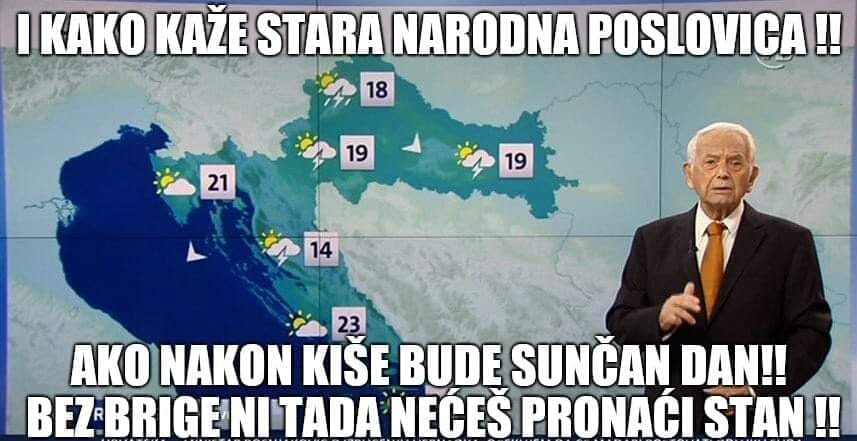 I KAKO KAŽE STARA NARODNA POSLOVICA !!
18
19
19
21
14
23
AKO NAKON KIŠE BUDE SUNČAN DAN!!
BEZ BRIGE NI TADA NEĆEŠ PRONAĆI STAN !!